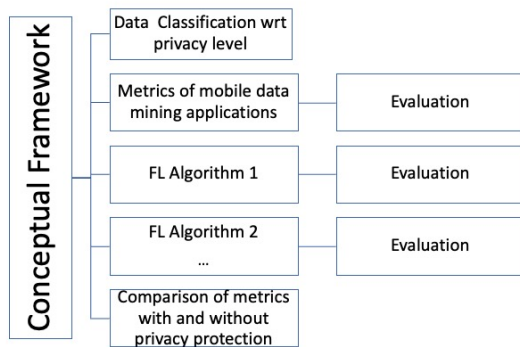 Conceptual Framework
Data Classification wrt
privacy level
Metrics of mobile data
mining applications
Evaluation
FL Algorithm 1
Evaluation
FL Algorithm 2
...
Evaluation
Comparison of metrics
with and without
privacy protection